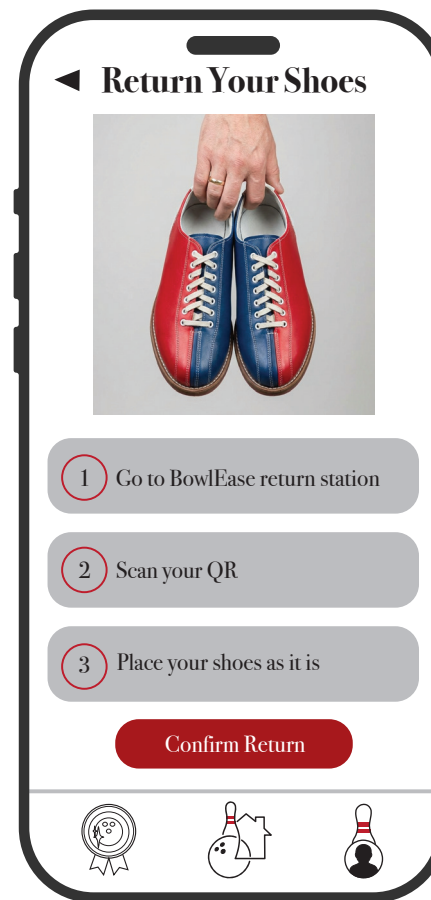 Return Your Shoes
1 Go to BowlEase return station
2 Scan your QR
3 Place your shoes as it is
Confirm Return